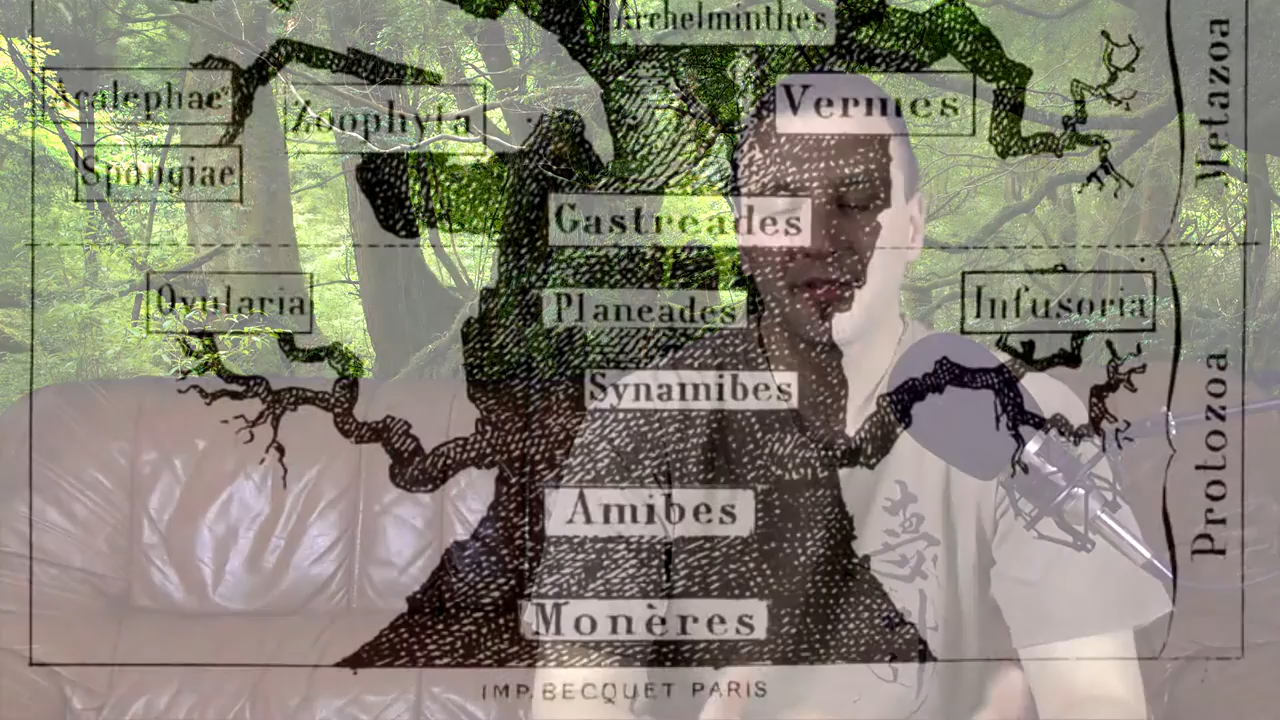 Archelminthes
Acalephae
Zoophyta
Vermes
Spongiae
Gastreades
Metazoa
Ovularia
Planeades
Infusoria
Synamibes
Protozoa
Amibes
Monères
IMP. BECQUET PARIS